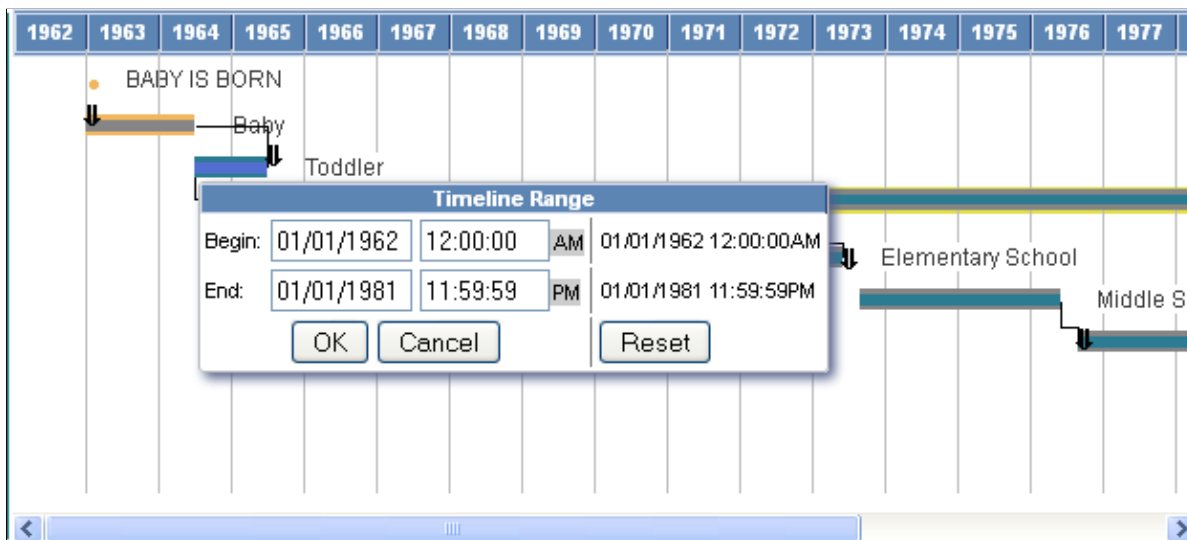 1962 1963 1964 1965 1966 1967 1968 1969 1970 1971 1972 1973 1974 1975 1976 1977
BABY IS BORN
Baby
Toddler
Timeline Range
Begin: 01/01/1962 12:00:00 AM 01/01/1962 12:00:00AM
Elementary School
End: 01/01/1981 11:59:59 PM 01/01/1981 11:59:59PM
Middle S
OK Cancel Reset